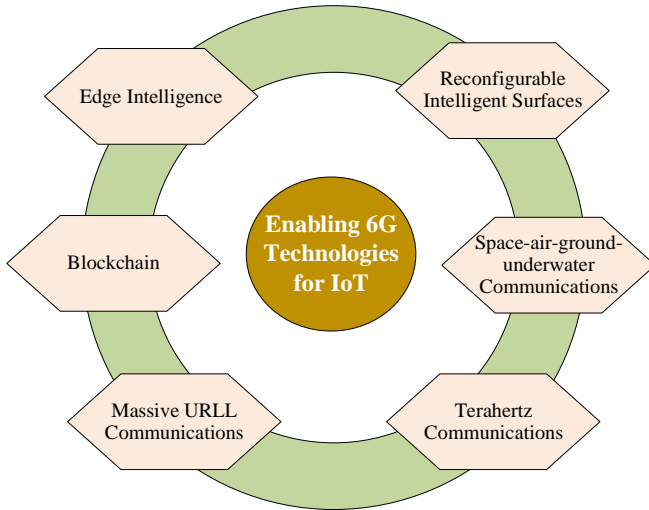 Edge Intelligence
Reconfigurable
Intelligent Surfaces
Enabling 6G
Technologies
for IoT
Blockchain
Space-air-ground-
underwater
Communications
Massive URLL
Communications
Terahertz
Communications